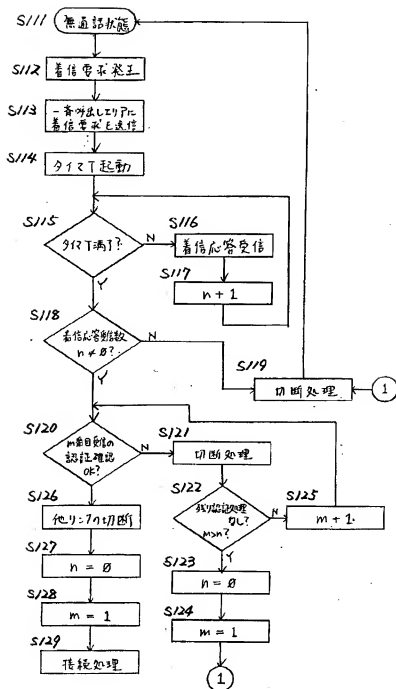 S111 無通話状態
S112 着信要求発生
S113 一斉呼出しエリアに
着信要求を送信
S114 タイマT起動
S115 タイマT満了?
N
Y
S116 着信応答受信
S117 n + 1
S118 着信応答受信数
n ≠ 0?
N
Y
S119 切断処理
1
S120 m番目受信の
認証確認
OK?
N
Y
S121 切断処理
S122 残り認証処理
なし?
m>n?
N
Y
S125 m + 1
S123 n = 0
S124 m = 1
1
S126 他リンクの切断
S127 n = 0
S128 m = 1
S129 接続処理